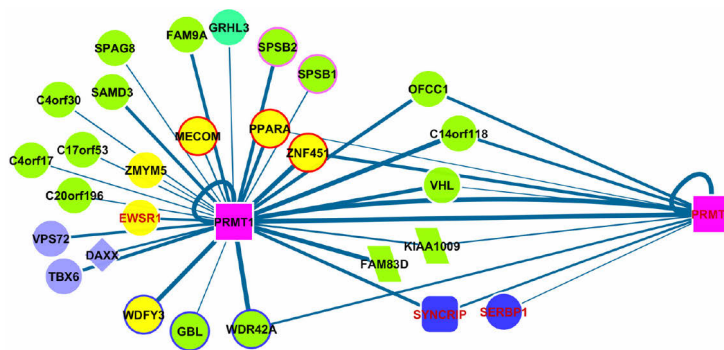 GRHL3
FAM9A
SPAG8
SPSB2
SPSB1
SAMD3
OFCC1
C4orf30
MECOM
PPARA
C14orf118
C17orf53
ZNF451
C4orf17
ZMYM5
VHL
C20orf196
EWSR1
PRMT1
PRMT
VPS72
DAXX
KIAA1009
FAM83D
TBX6
WDFY3
GBL
WDR42A
SYNCRIP
SERBP1